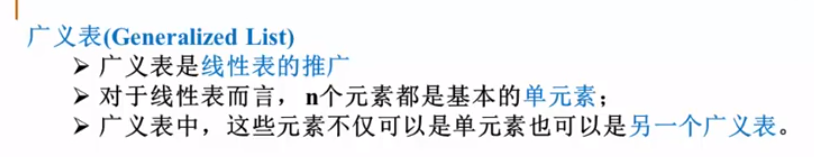 广义表(Generalized List)
➢ 广义表是线性表的推广
➢ 对于线性表而言，n个元素都是基本的单元素；
➢ 广义表中，这些元素不仅可以是单元素也可以是另一个广义表。